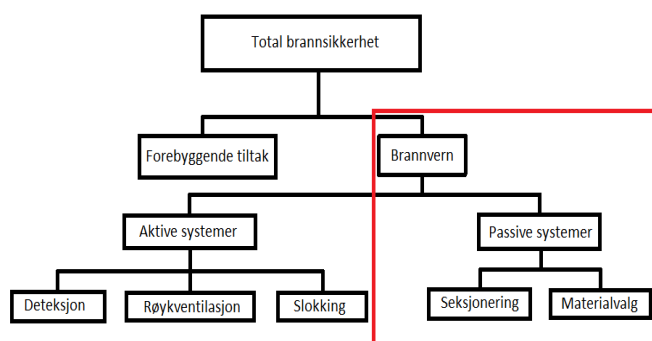 Total brannsikkerhet
Forebyggende tiltak
Brannvern
Aktive systemer
Passive systemer
Deteksjon
Røykventilasjon
Slokking
Seksjonering
Materialvalg